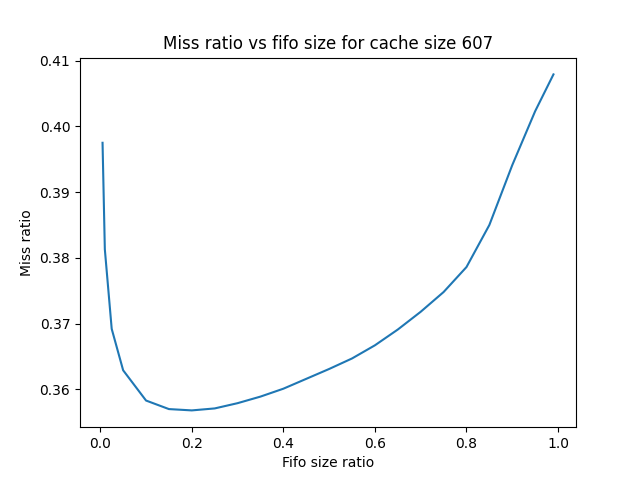 Miss ratio vs fifo size for cache size 607
0.41
0.40
0.39
0.38
0.37
0.36
Miss ratio
0.0 0.2 0.4 0.6 0.8 1.0
Fifo size ratio